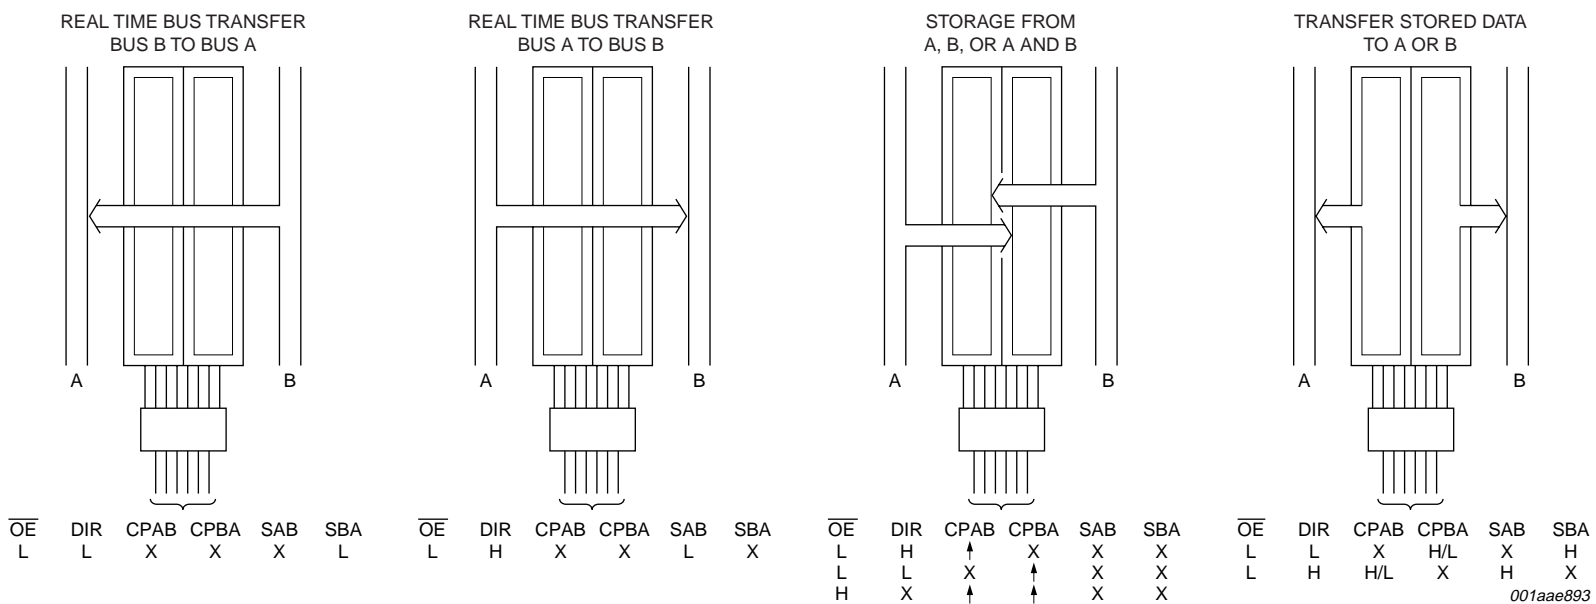 REAL TIME BUS TRANSFER
BUS B TO BUS A
A
B
OE DIR CPAB CPBA SAB SBA
L L X X X L
REAL TIME BUS TRANSFER
BUS A TO BUS B
A
B
OE DIR CPAB CPBA SAB SBA
L H X X L X
STORAGE FROM
A, B, OR A AND B
A
B
OE DIR CPAB CPBA SAB SBA
L H ↑ X X X
L L X ↑ X X
H X ↑ ↑ X X
TRANSFER STORED DATA
TO A OR B
A
B
OE DIR CPAB CPBA SAB SBA
L L X H/L X H
L H H/L X H X
001aae893